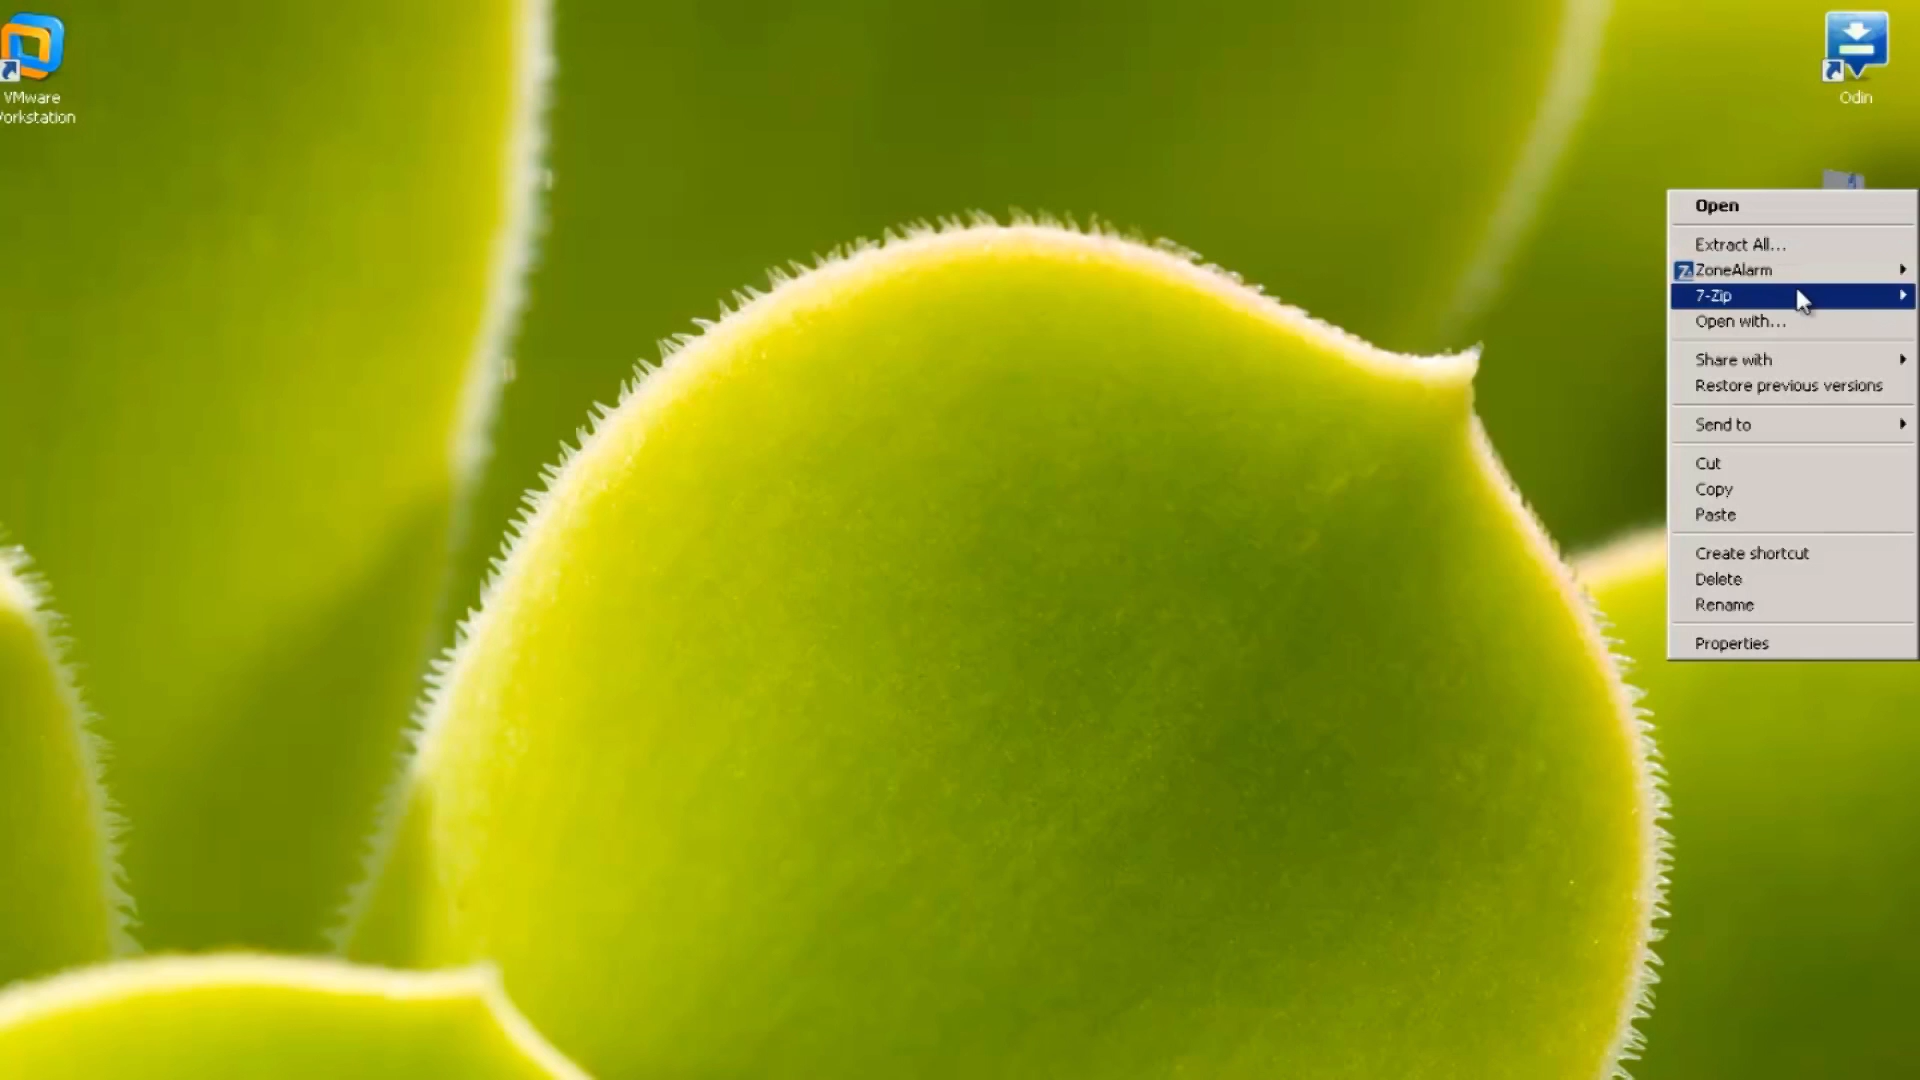 VMware
Workstation
Odin
Open
Extract All...
ZoneAlarm
7-Zip
Open with...
Share with
Restore previous versions
Send to
Cut
Copy
Paste
Create shortcut
Delete
Rename
Properties